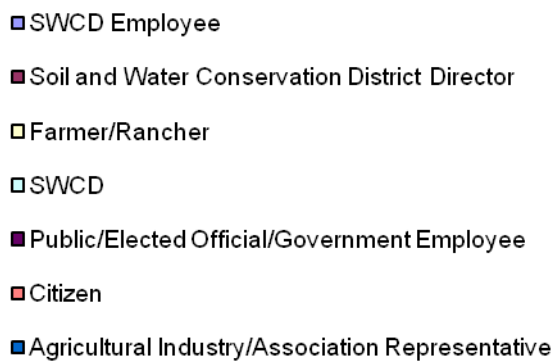 SWCD Employee
Soil and Water Conservation District Director
Farmer/Rancher
SWCD
Public/Elected Official/Government Employee
Citizen
Agricultural Industry/Association Representative